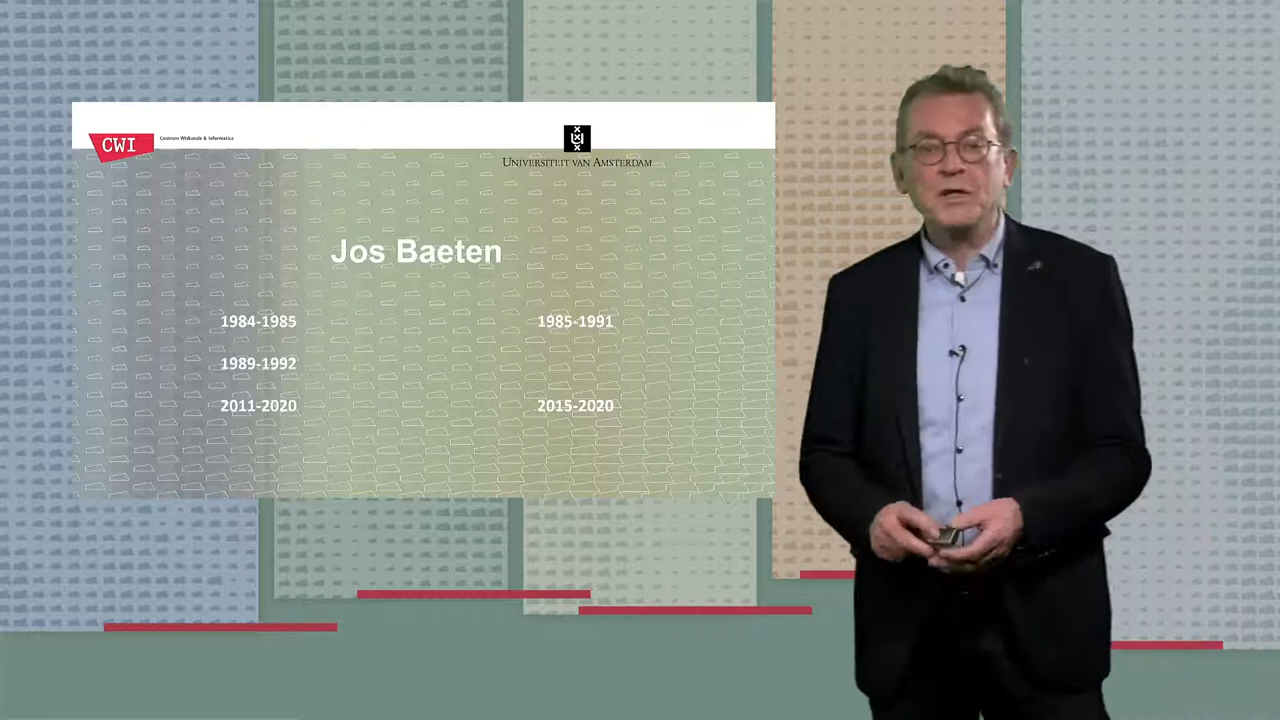 CWI
Centrum Wiskunde & Informatica
UNIVERSITEIT VAN AMSTERDAM
Jos Baeten
1984-1985
1985-1991
1989-1992
2011-2020
2015-2020